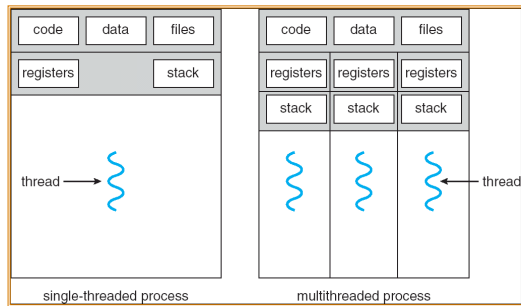 code data files code data files
registers stack registers registers registers
stack stack stack
thread thread
single-threaded process multithreaded process